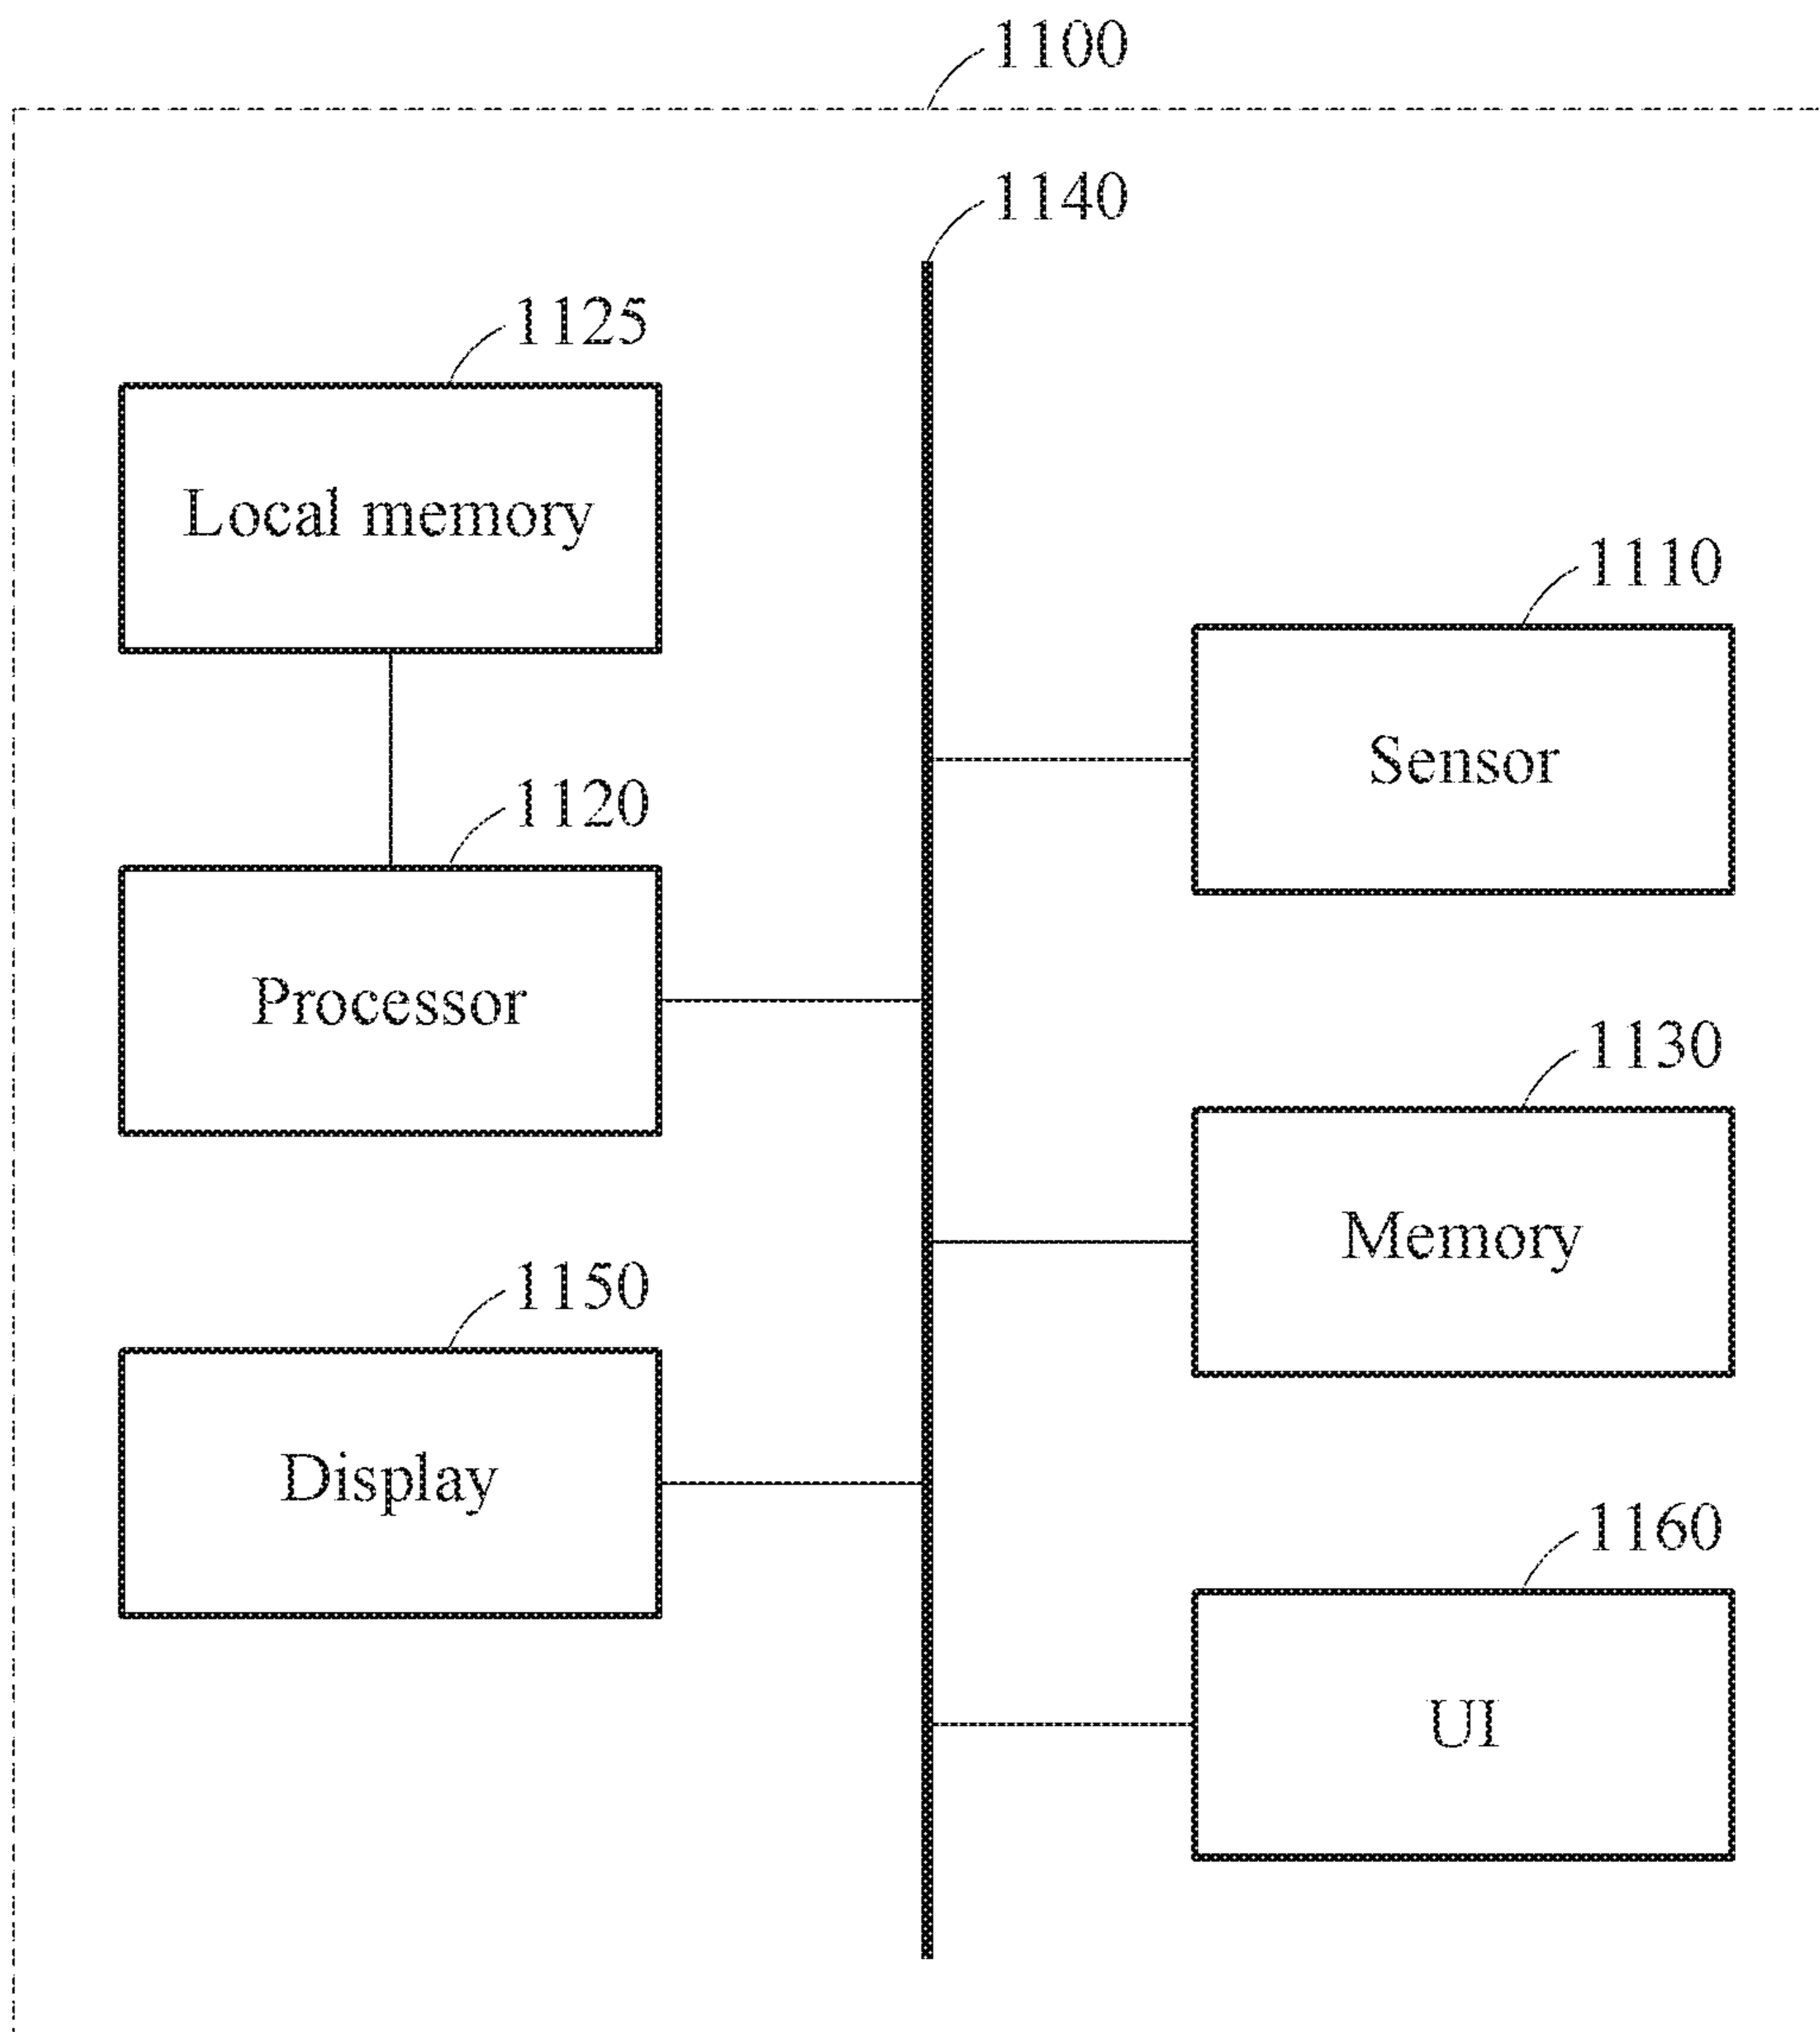 1100
1140
1125
Local memory
1110
Sensor
1120
Processor
1130
Memory
1150
Display
1160
UI